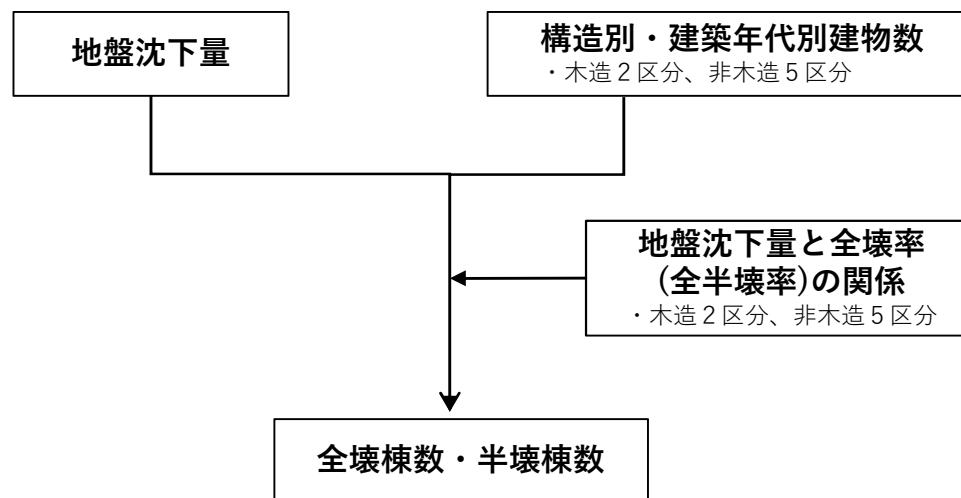 地盤沈下量
構造別・建築年代別建物数
・木造２区分、非木造５区分
地盤沈下量と全壊率
(全半壊率)の関係
・木造２区分、非木造５区分
全壊棟数・半壊棟数